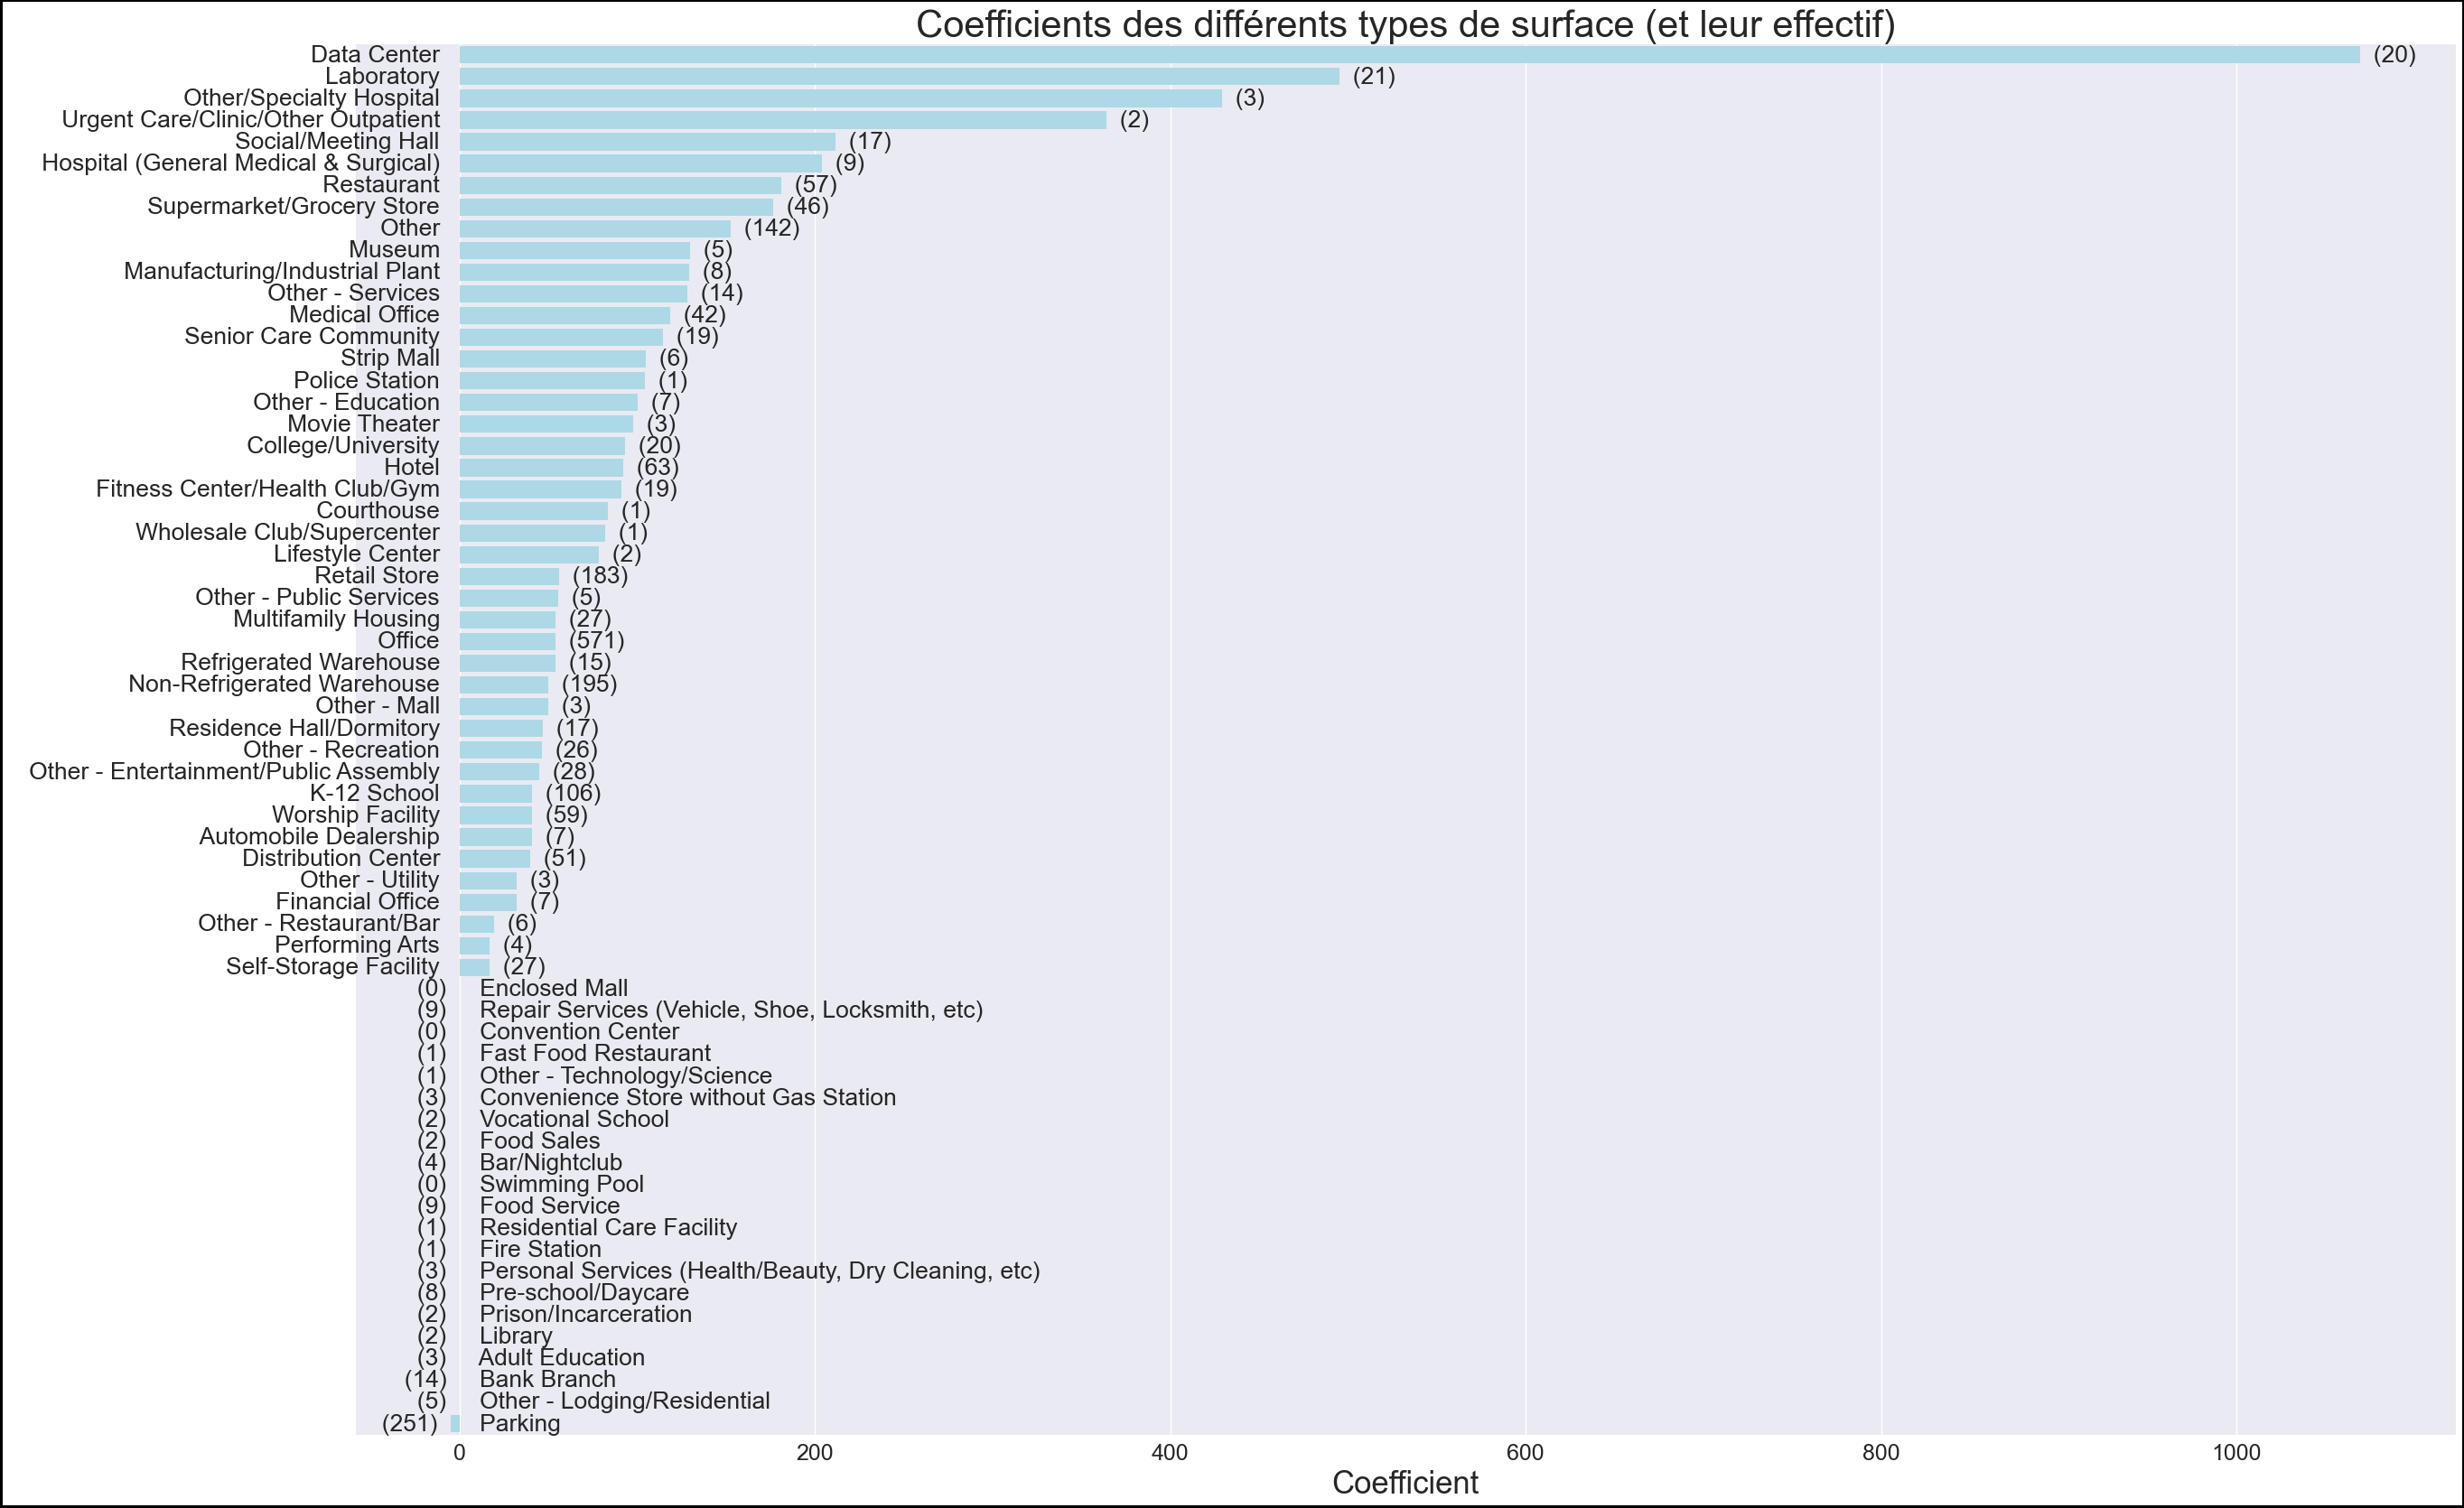 Coefficients des différents types de surface (et leur effectif)
Data Center (20)
Laboratory (21)
Other/Specialty Hospital (3)
Urgent Care/Clinic/Other Outpatient (2)
Social/Meeting Hall (17)
Hospital (General Medical & Surgical) (9)
Restaurant (57)
Supermarket/Grocery Store (46)
Other (142)
Museum (5)
Manufacturing/Industrial Plant (8)
Other - Services (14)
Medical Office (42)
Senior Care Community (19)
Strip Mall (6)
Police Station (1)
Other - Education (7)
Movie Theater (3)
College/University (20)
Hotel (63)
Fitness Center/Health Club/Gym (19)
Courthouse (1)
Wholesale Club/Supercenter (1)
Lifestyle Center (2)
Retail Store (183)
Other - Public Services (5)
Multifamily Housing (27)
Office (571)
Refrigerated Warehouse (15)
Non-Refrigerated Warehouse (195)
Other - Mall (3)
Residence Hall/Dormitory (17)
Other - Recreation (26)
Other - Entertainment/Public Assembly (28)
K-12 School (106)
Worship Facility (59)
Automobile Dealership (7)
Distribution Center (51)
Other - Utility (3)
Financial Office (7)
Other - Restaurant/Bar (6)
Performing Arts (4)
Self-Storage Facility (27)
(0) Enclosed Mall
(9) Repair Services (Vehicle, Shoe, Locksmith, etc)
(0) Convention Center
(1) Fast Food Restaurant
(1) Other - Technology/Science
(3) Convenience Store without Gas Station
(2) Vocational School
(2) Food Sales
(4) Bar/Nightclub
(0) Swimming Pool
(9) Food Service
(1) Residential Care Facility
(1) Fire Station
(3) Personal Services (Health/Beauty, Dry Cleaning, etc)
(8) Pre-school/Daycare
(2) Prison/Incarceration
(2) Library
(3) Adult Education
(14) Bank Branch
(5) Other - Lodging/Residential
(251) Parking
0 200 400 600 800 1000
Coefficient